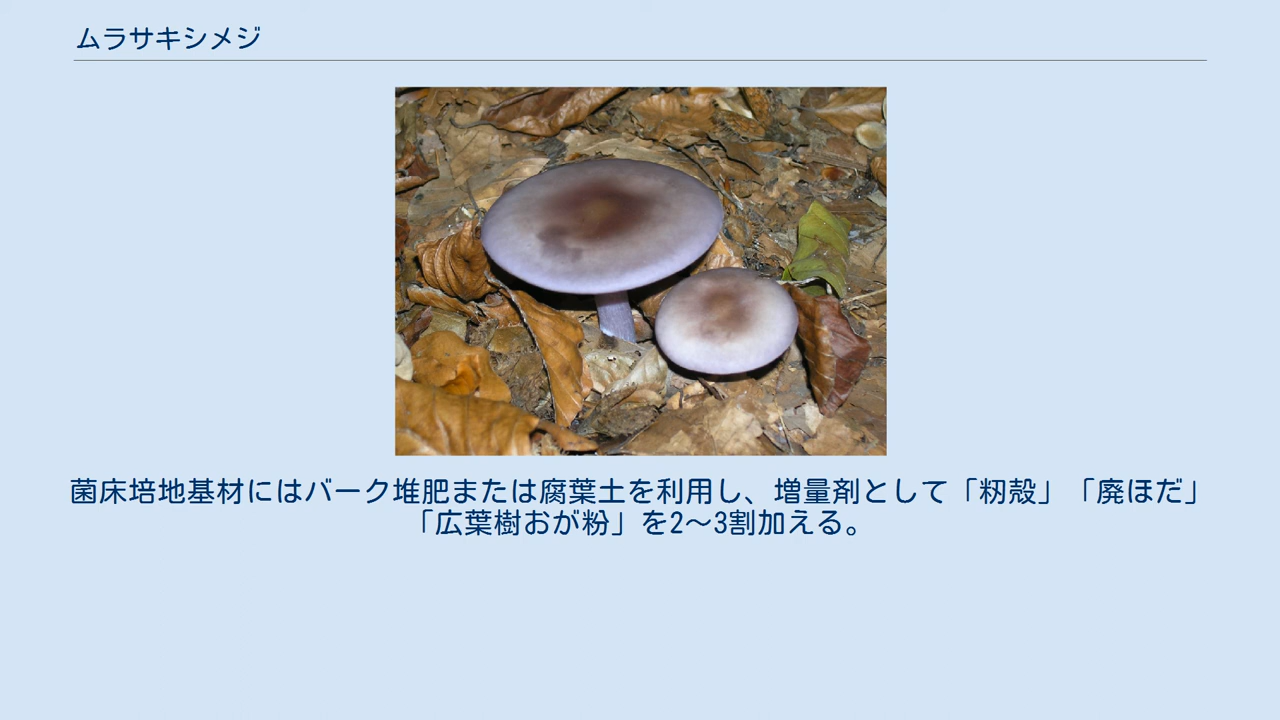 ムラサキシメジ
菌床培地基材にはバーク堆肥または腐葉土を利用し、増量剤として「籾殻」「廃ほだ」
「広葉樹おが粉」を2～3割加える。